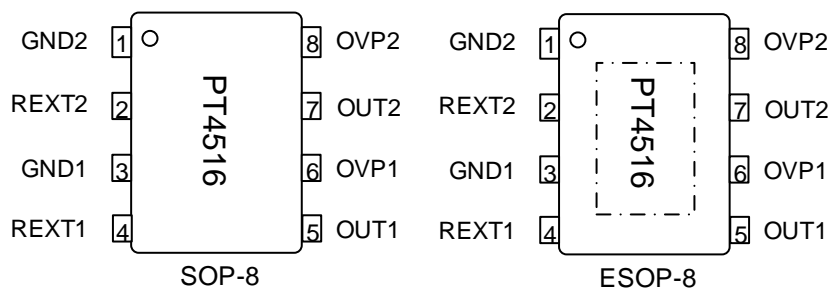 GND2 1 8 OVP2
REXT2 2 7 OUT2
GND1 3 6 OVP1
REXT1 4 5 OUT1
PT4516
SOP-8
GND2 1 8 OVP2
REXT2 2 7 OUT2
GND1 3 6 OVP1
REXT1 4 5 OUT1
PT4516
ESOP-8